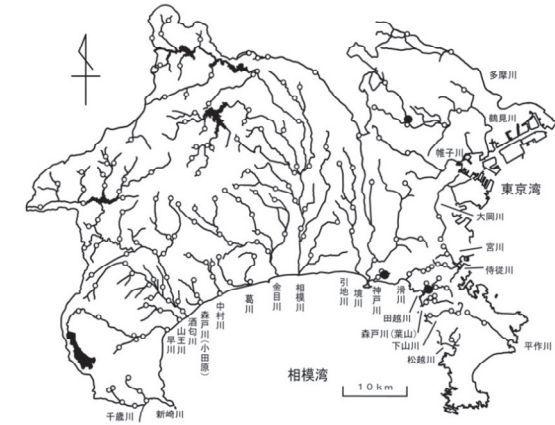 多摩川
鶴見川
帷子川
東京湾
大岡川
宮川
侍従川
平作川
滑川
神戸川
境川
引地川
相模川
金目川
葛川
中村川
森戸川(小田原)
酒匂川
山王川
早川
田越川
森戸川(葉山)
下山川
松越川
相模湾
10km
千歳川
新崎川